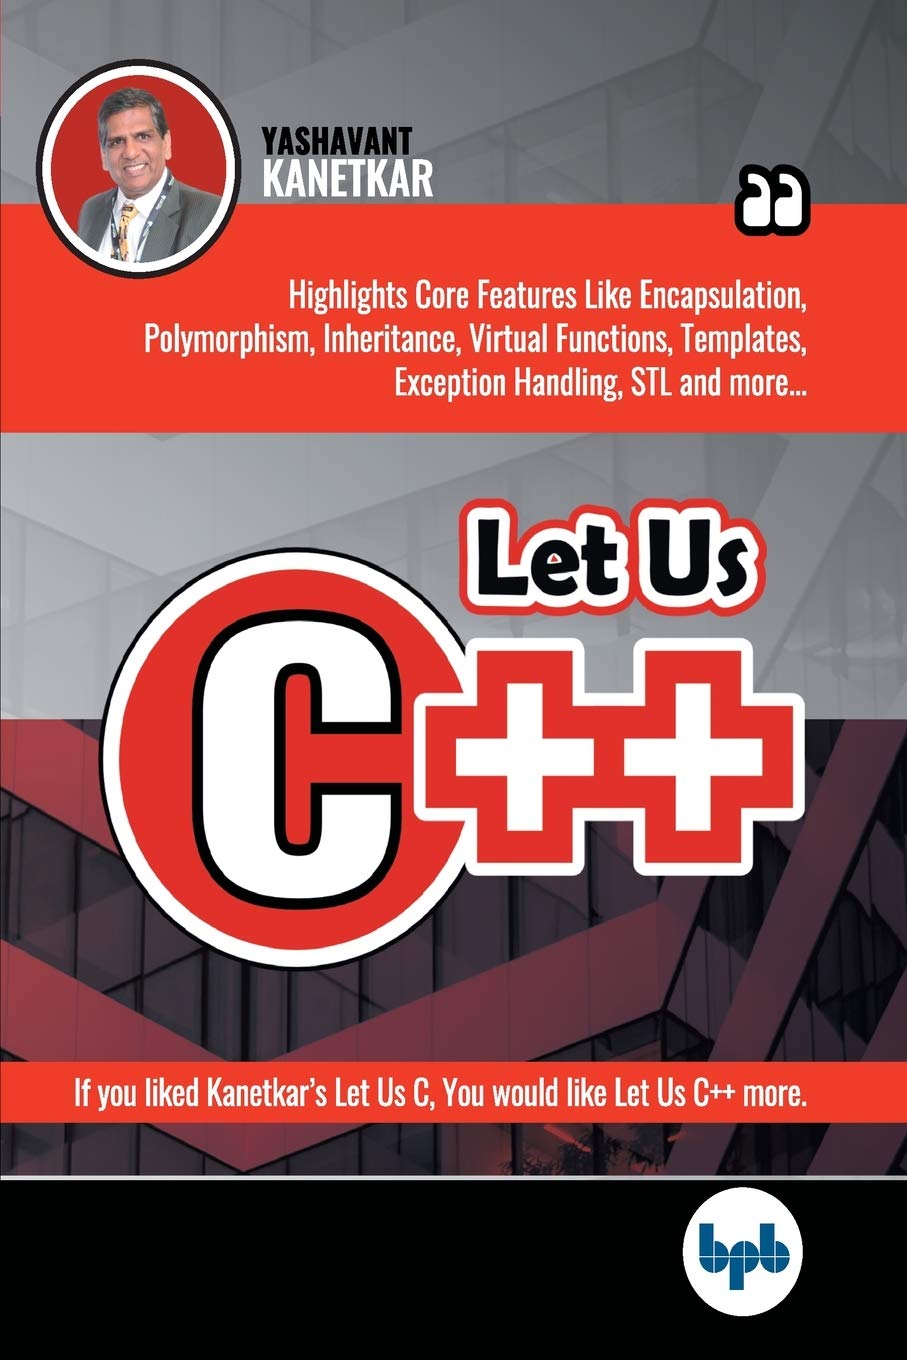 YASHAVANT
KANETKAR
Highlights Core Features Like Encapsulation,
Polymorphism, Inheritance, Virtual Functions, Templates,
Exception Handling, STL and more...
Let Us
C++
If you liked Kanetkar's Let Us C, You would like Let Us C++ more.
bpb